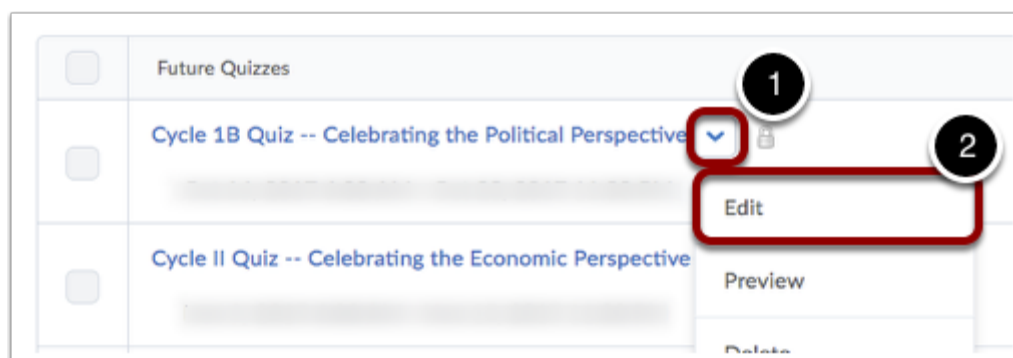 Future Quizzes
1
Cycle 1B Quiz -- Celebrating the Political Perspective
2
Edit
Cycle II Quiz -- Celebrating the Economic Perspective
Preview
Delete